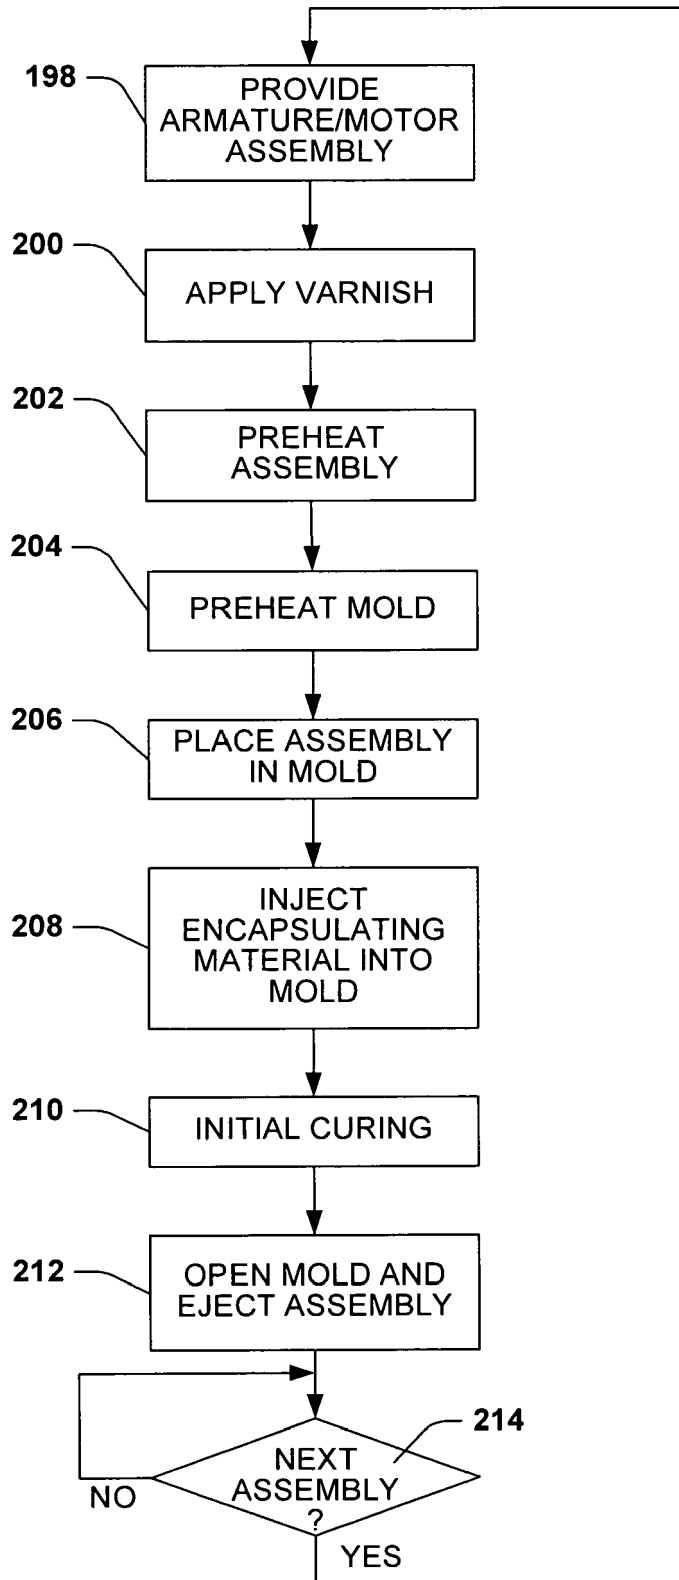 198
PROVIDE
ARMATURE/MOTOR
ASSEMBLY
200
APPLY VARNISH
202
PREHEAT
ASSEMBLY
204
PREHEAT MOLD
206
PLACE ASSEMBLY
IN MOLD
208
INJECT
ENCAPSULATING
MATERIAL INTO
MOLD
210
INITIAL CURING
212
OPEN MOLD AND
EJECT ASSEMBLY
214
NEXT
ASSEMBLY
?
NO
YES